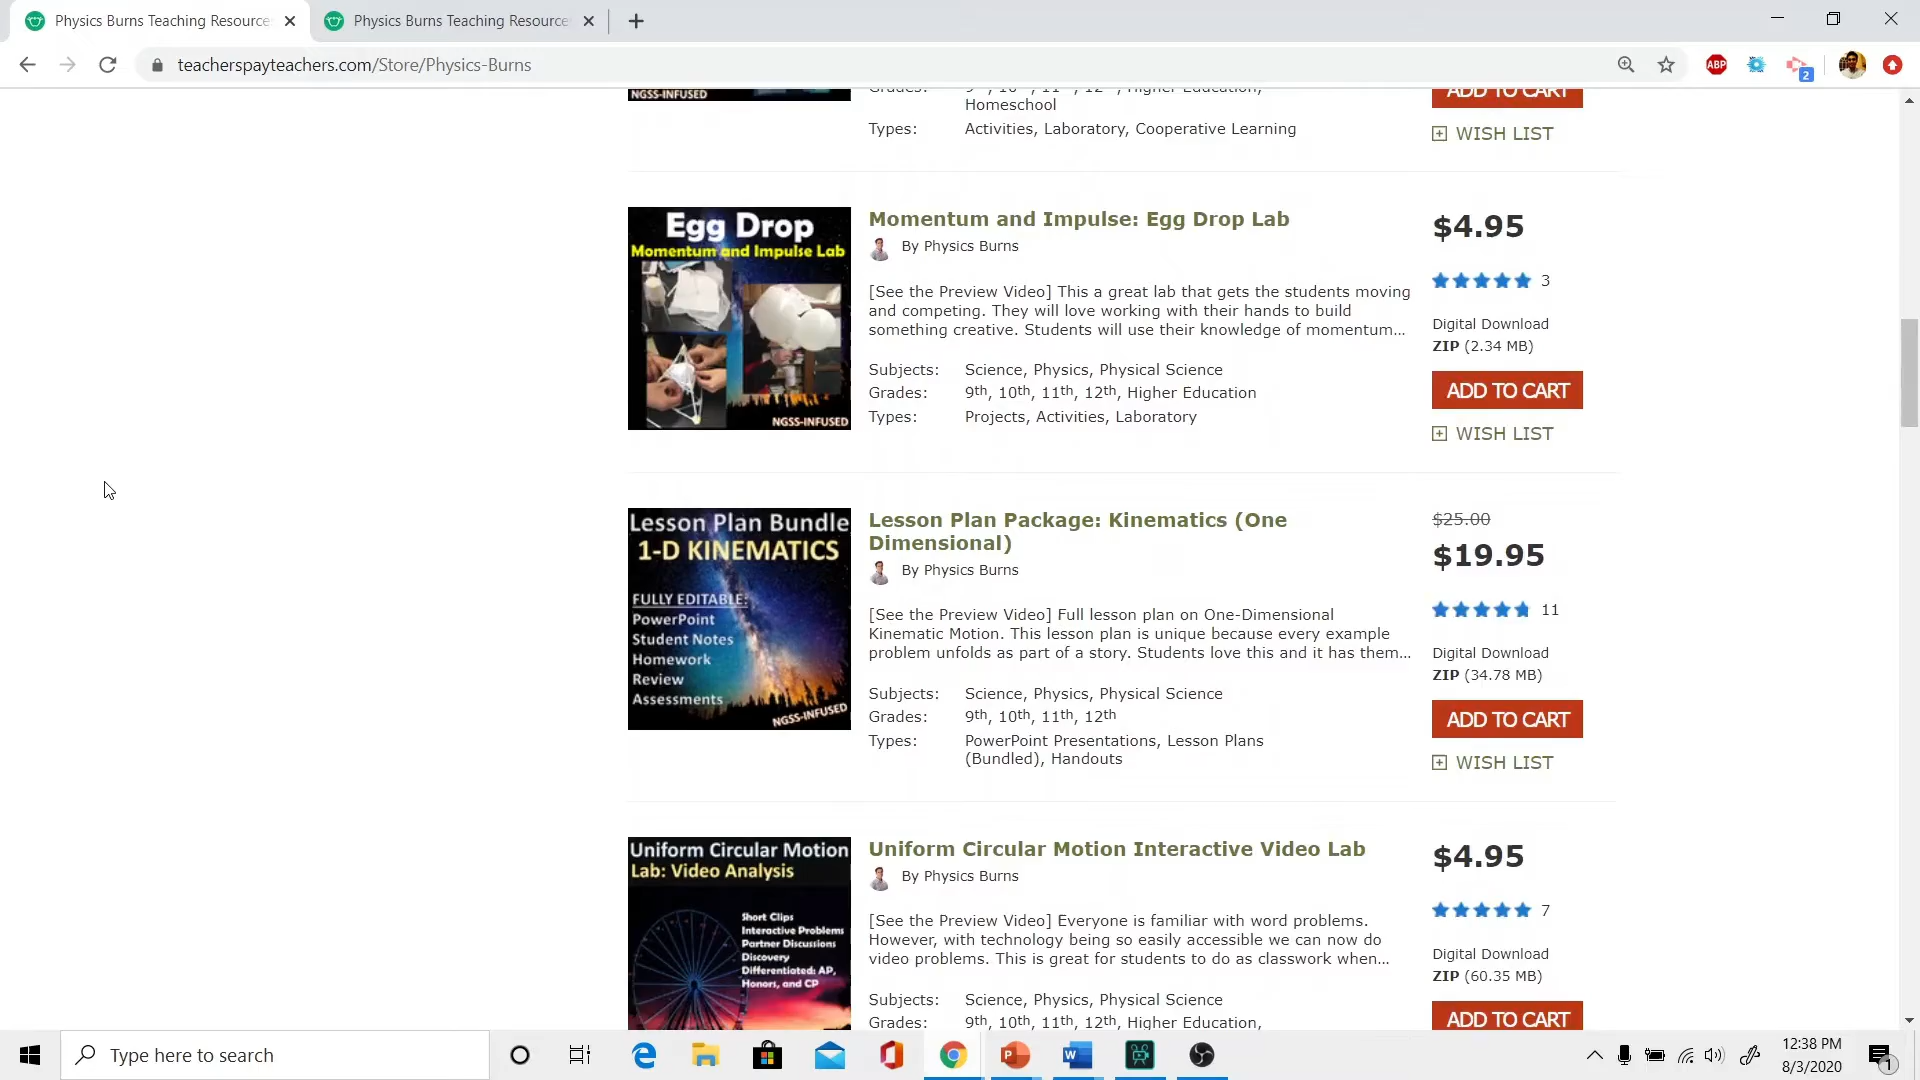 Physics Burns Teaching Resource
Physics Burns Teaching Resource
teacherspayteachers.com/Store/Physics-Burns
ABP
2
NGSS-INFUSED
Grades: 9th, 10th, 11th, 12th, Higher Education,
Homeschool
Types: Activities, Laboratory, Cooperative Learning
ADD TO CART
WISH LIST
Egg Drop
Momentum and Impulse Lab
NGSS-INFUSED
Momentum and Impulse: Egg Drop Lab
By Physics Burns
[See the Preview Video] This a great lab that gets the students moving
and competing. They will love working with their hands to build
something creative. Students will use their knowledge of momentum...
Subjects: Science, Physics, Physical Science
Grades: 9th, 10th, 11th, 12th, Higher Education
Types: Projects, Activities, Laboratory
$4.95
3
Digital Download
ZIP (2.34 MB)
ADD TO CART
WISH LIST
Lesson Plan Bundle
1-D KINEMATICS
FULLY EDITABLE:
PowerPoint
Student Notes
Homework
Review
Assessments
NGSS-INFUSED
Lesson Plan Package: Kinematics (One
Dimensional)
By Physics Burns
[See the Preview Video] Full lesson plan on One-Dimensional
Kinematic Motion. This lesson plan is unique because every example
problem unfolds as part of a story. Students love this and it has them...
Subjects: Science, Physics, Physical Science
Grades: 9th, 10th, 11th, 12th
Types: PowerPoint Presentations, Lesson Plans
(Bundled), Handouts
$25.00
$19.95
11
Digital Download
ZIP (34.78 MB)
ADD TO CART
WISH LIST
Uniform Circular Motion
Lab: Video Analysis
Short Clips
Interactive Problems
Partner Discussions
Discovery
Differentiated: AP,
Honors, and CP
Uniform Circular Motion Interactive Video Lab
By Physics Burns
[See the Preview Video] Everyone is familiar with word problems.
However, with technology being so easily accessible we can now do
video problems. This is great for students to do as classwork when...
Subjects: Science, Physics, Physical Science
Grades: 9th, 10th, 11th, 12th, Higher Education,
$4.95
7
Digital Download
ZIP (60.35 MB)
ADD TO CART
Type here to search
12:38 PM
8/3/2020
1